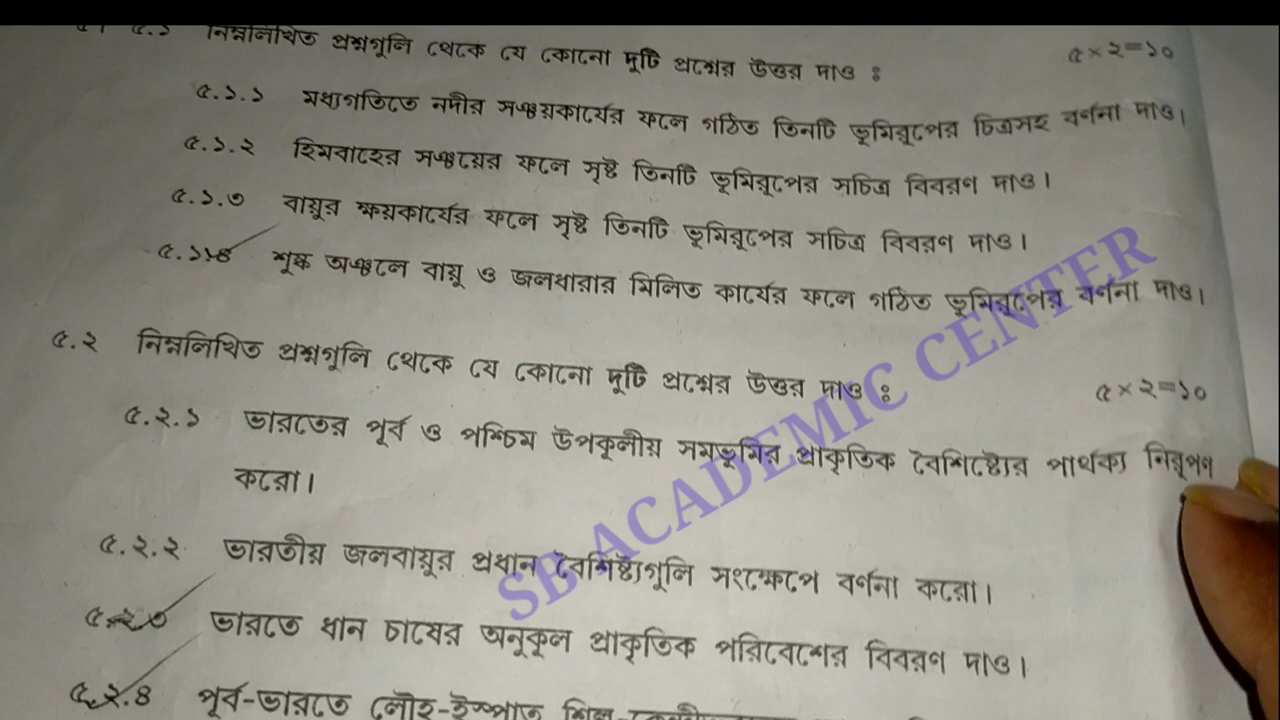 ৫। ৫.১ নিম্নলিখিত প্রশ্নগুলি থেকে যে কোনো দুটি প্রশ্নের উত্তর দাও : ৫×২=১০
৫.১.১ মধ্যগতিতে নদীর সঞ্চয়কার্যের ফলে গঠিত তিনটি ভূমিরূপের চিত্রসহ বর্ণনা দাও।
৫.১.২ হিমবাহের সঞ্চয়ের ফলে সৃষ্ট তিনটি ভূমিরূপের সচিত্র বিবরণ দাও।
৫.১.৩ বায়ুর ক্ষয়কার্যের ফলে সৃষ্ট তিনটি ভূমিরূপের সচিত্র বিবরণ দাও।
৫.১.৪ শুষ্ক অঞ্চলে বায়ু ও জলধারার মিলিত কার্যের ফলে গঠিত ভূমিরূপের বর্ণনা দাও।
৫.২ নিম্নলিখিত প্রশ্নগুলি থেকে যে কোনো দুটি প্রশ্নের উত্তর দাও : ৫×২=১০
৫.২.১ ভারতের পূর্ব ও পশ্চিম উপকূলীয় সমভূমির প্রাকৃতিক বৈশিষ্ট্যের পার্থক্য নিরূপণ
করো।
৫.২.২ ভারতীয় জলবায়ুর প্রধান বৈশিষ্ট্যগুলি সংক্ষেপে বর্ণনা করো।
৫.২.৩ ভারতে ধান চাষের অনুকূল প্রাকৃতিক পরিবেশের বিবরণ দাও।
৫.২.৪ পূর্ব-ভারতে লৌহ-ইস্পাত শিল্প
SB ACADEMIC CENTER